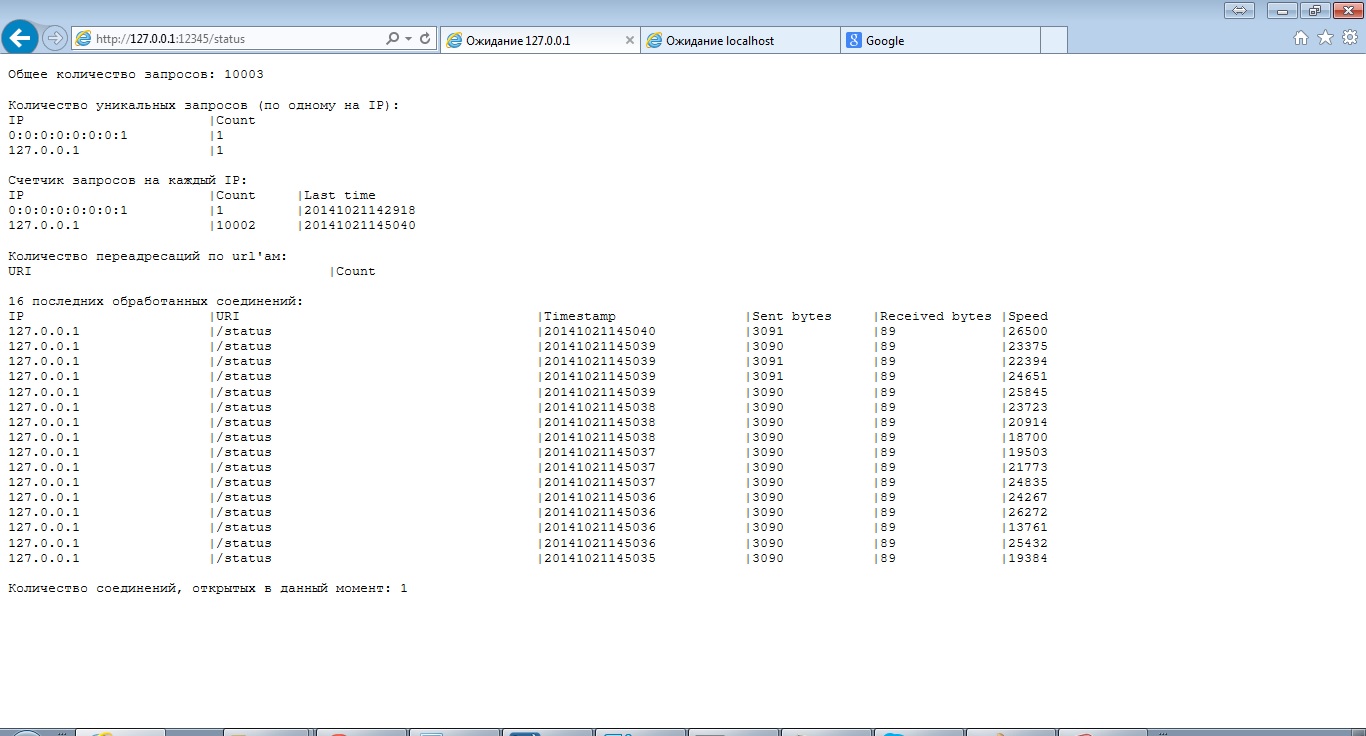 http://127.0.0.1:12345/status
Ожидание 127.0.0.1
Ожидание localhost
Google
Общее количество запросов: 10003
Количество уникальных запросов (по одному на IP):
IP |Count
0:0:0:0:0:0:0:1 |1
127.0.0.1 |1
Счетчик запросов на каждый IP:
IP |Count |Last time
0:0:0:0:0:0:0:1 |1 |20141021142918
127.0.0.1 |10002 |20141021145040
Количество переадресаций по url'ам:
URI |Count
16 последних обработанных соединений:
IP |URI |Timestamp |Sent bytes |Received bytes |Speed
127.0.0.1 |/status |20141021145040 |3091 |89 |26500
127.0.0.1 |/status |20141021145039 |3090 |89 |23375
127.0.0.1 |/status |20141021145039 |3091 |89 |22394
127.0.0.1 |/status |20141021145039 |3091 |89 |24651
127.0.0.1 |/status |20141021145039 |3090 |89 |25845
127.0.0.1 |/status |20141021145038 |3090 |89 |23723
127.0.0.1 |/status |20141021145038 |3090 |89 |20914
127.0.0.1 |/status |20141021145038 |3090 |89 |18700
127.0.0.1 |/status |20141021145037 |3090 |89 |19503
127.0.0.1 |/status |20141021145037 |3090 |89 |21773
127.0.0.1 |/status |20141021145037 |3090 |89 |24835
127.0.0.1 |/status |20141021145036 |3090 |89 |24267
127.0.0.1 |/status |20141021145036 |3090 |89 |26272
127.0.0.1 |/status |20141021145036 |3090 |89 |13761
127.0.0.1 |/status |20141021145036 |3090 |89 |25432
127.0.0.1 |/status |20141021145035 |3090 |89 |19384
Количество соединений, открытых в данный момент: 1